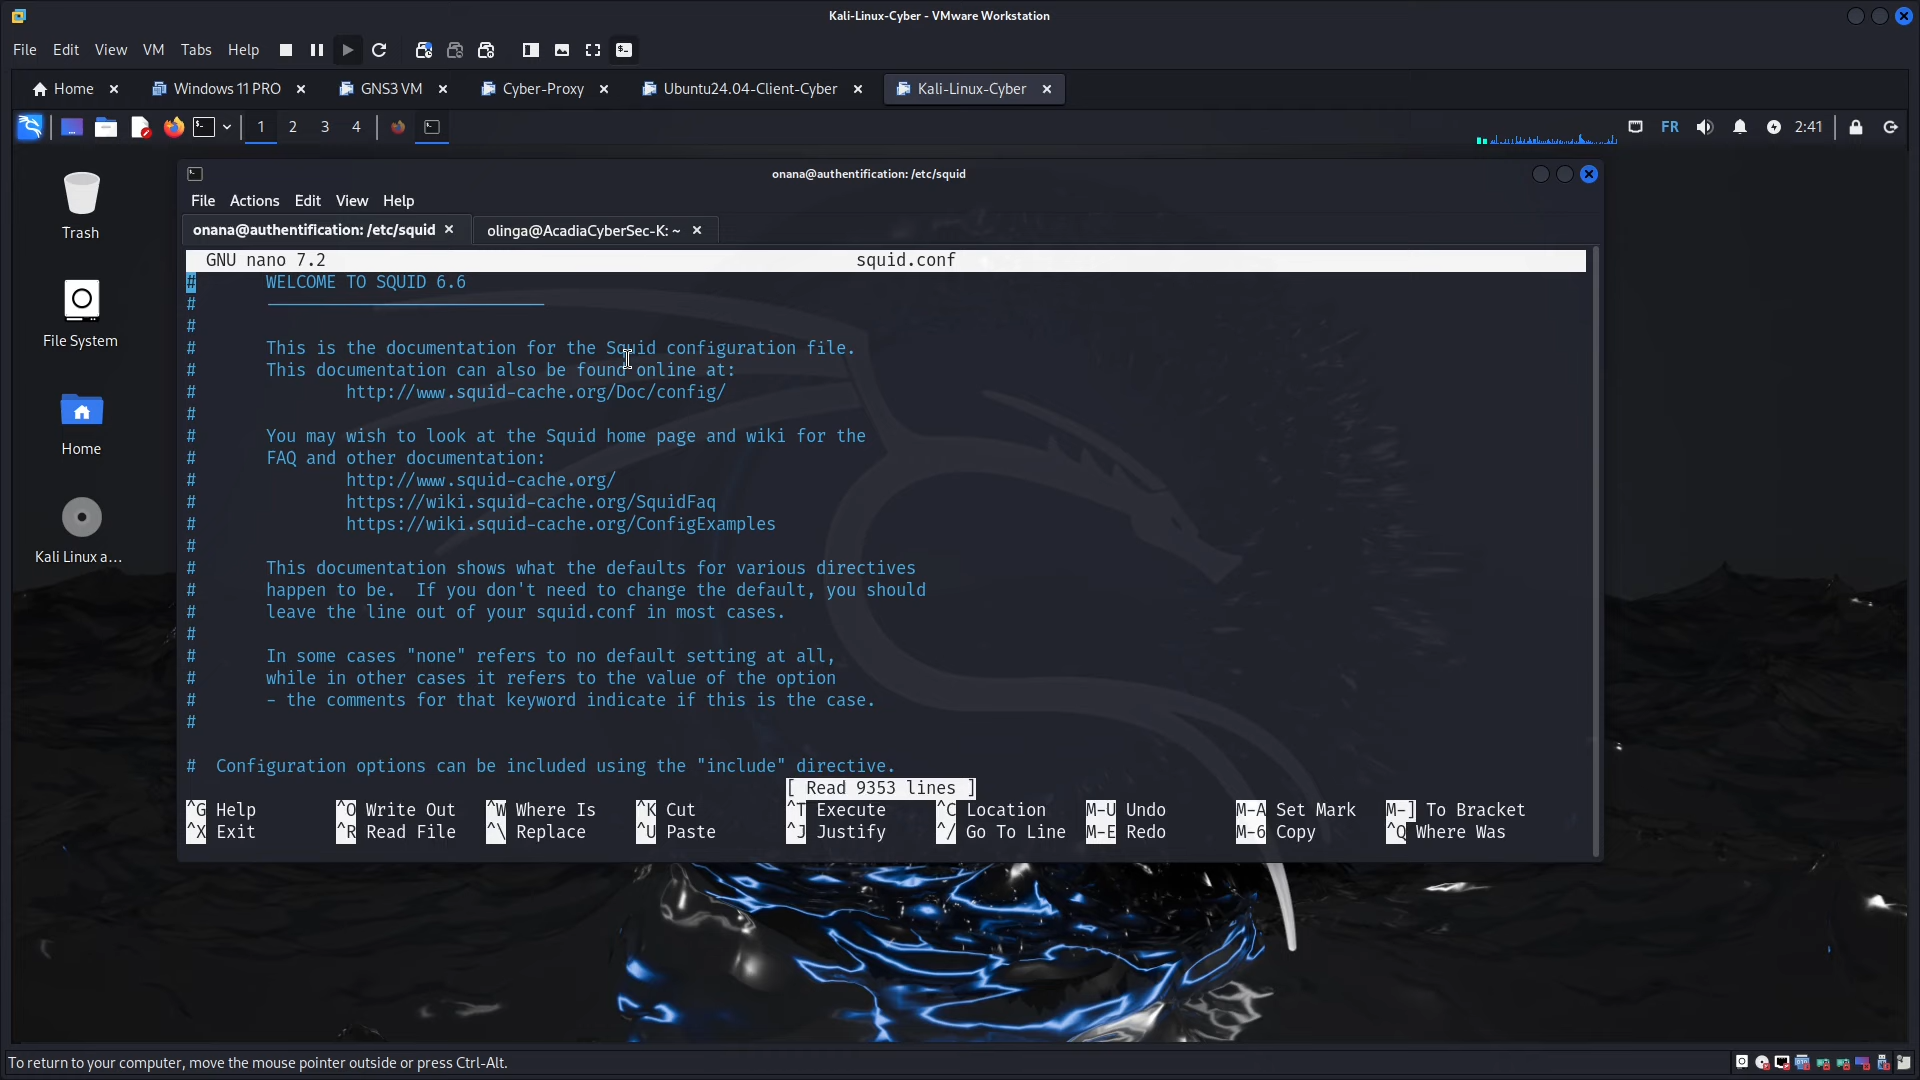 Kali-Linux-Cyber - VMware Workstation
File Edit View VM Tabs Help
Home Windows 11 PRO GNS3 VM Cyber-Proxy Ubuntu24.04-Client-Cyber Kali-Linux-Cyber
1 2 3 4 FR 2:41
onana@authentification: /etc/squid
File Actions Edit View Help
onana@authentification: /etc/squid olinga@AcadiaCyberSec-K: ~
GNU nano 7.2 squid.conf
# WELCOME TO SQUID 6.6
# ----------------------------
#
# This is the documentation for the Squid configuration file.
# This documentation can also be found online at:
# http://www.squid-cache.org/Doc/config/
#
# You may wish to look at the Squid home page and wiki for the
# FAQ and other documentation:
# http://www.squid-cache.org/
# https://wiki.squid-cache.org/SquidFaq
# https://wiki.squid-cache.org/ConfigExamples
#
# This documentation shows what the defaults for various directives
# happen to be.  If you don't need to change the default, you should
# leave the line out of your squid.conf in most cases.
#
# In some cases "none" refers to no default setting at all,
# while in other cases it refers to the value of the option
# - the comments for that keyword indicate if this is the case.
#
#  Configuration options can be included using the "include" directive.
[ Read 9353 lines ]
^G Help ^O Write Out ^W Where Is ^K Cut ^T Execute ^C Location M-U Undo M-A Set Mark M-] To Bracket
^X Exit ^R Read File ^\ Replace ^U Paste ^J Justify ^/ Go To Line M-E Redo M-6 Copy ^Q Where Was
Trash
File System
Home
Kali Linux a...
To return to your computer, move the mouse pointer outside or press Ctrl-Alt.